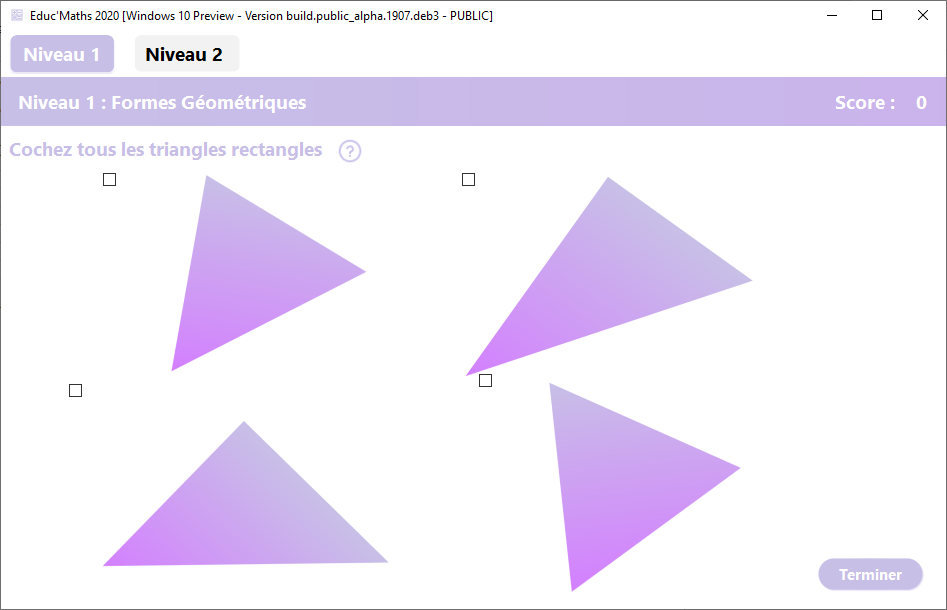 Educ'Maths 2020 [Windows 10 Preview - Version build.public_alpha.1907.deb3 - PUBLIC]
Niveau 1 Niveau 2
Niveau 1 : Formes Géométriques Score : 0
Cochez tous les triangles rectangles ?
Terminer